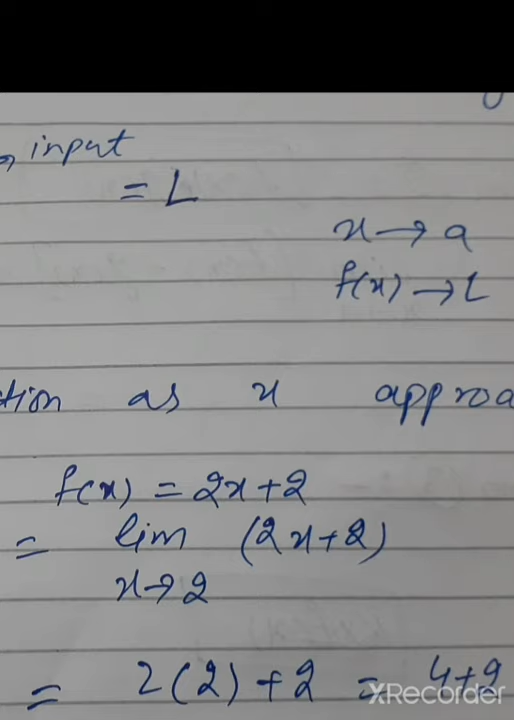 input
= L
x → a
f(x) → L
tion as x approa
f(x) = 2x+2
= lim (2x+2)
x→2
= 2(2)+2 = 4+2
XRecorder